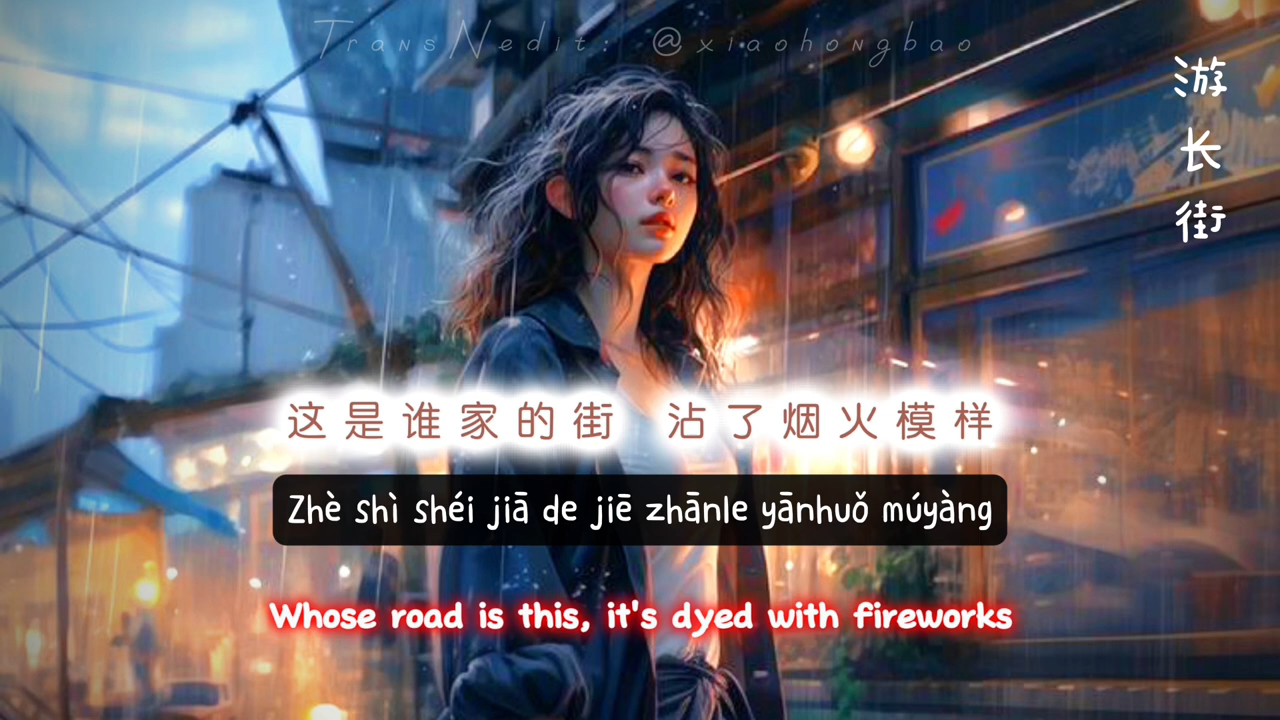 TransNedit: @xiaohongbao
游长街
这是谁家的街 沾了烟火模样
Zhè shì shéi jiā de jiē zhānle yānhuǒ múyàng
Whose road is this, it's dyed with fireworks